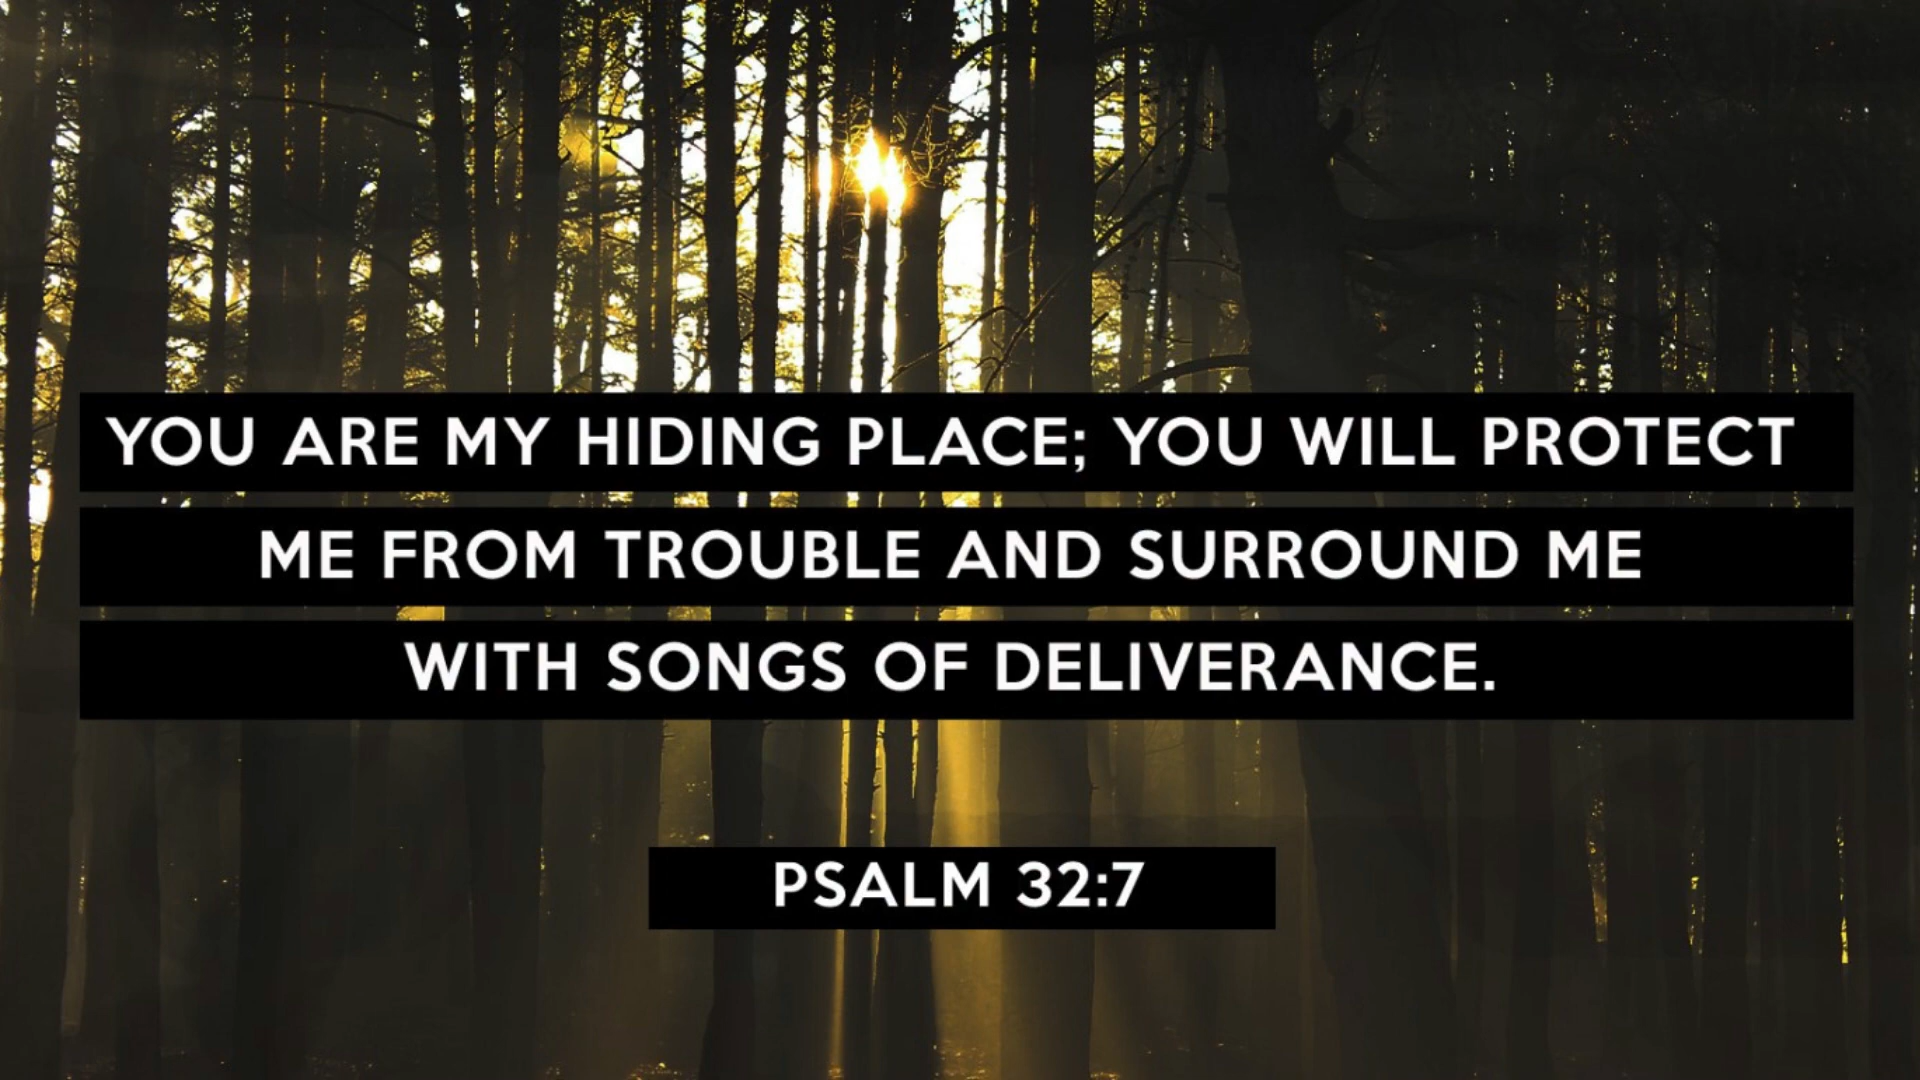 YOU ARE MY HIDING PLACE; YOU WILL PROTECT
ME FROM TROUBLE AND SURROUND ME
WITH SONGS OF DELIVERANCE.
PSALM 32:7